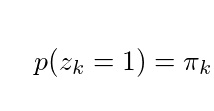 p(z_k = 1) = π_k